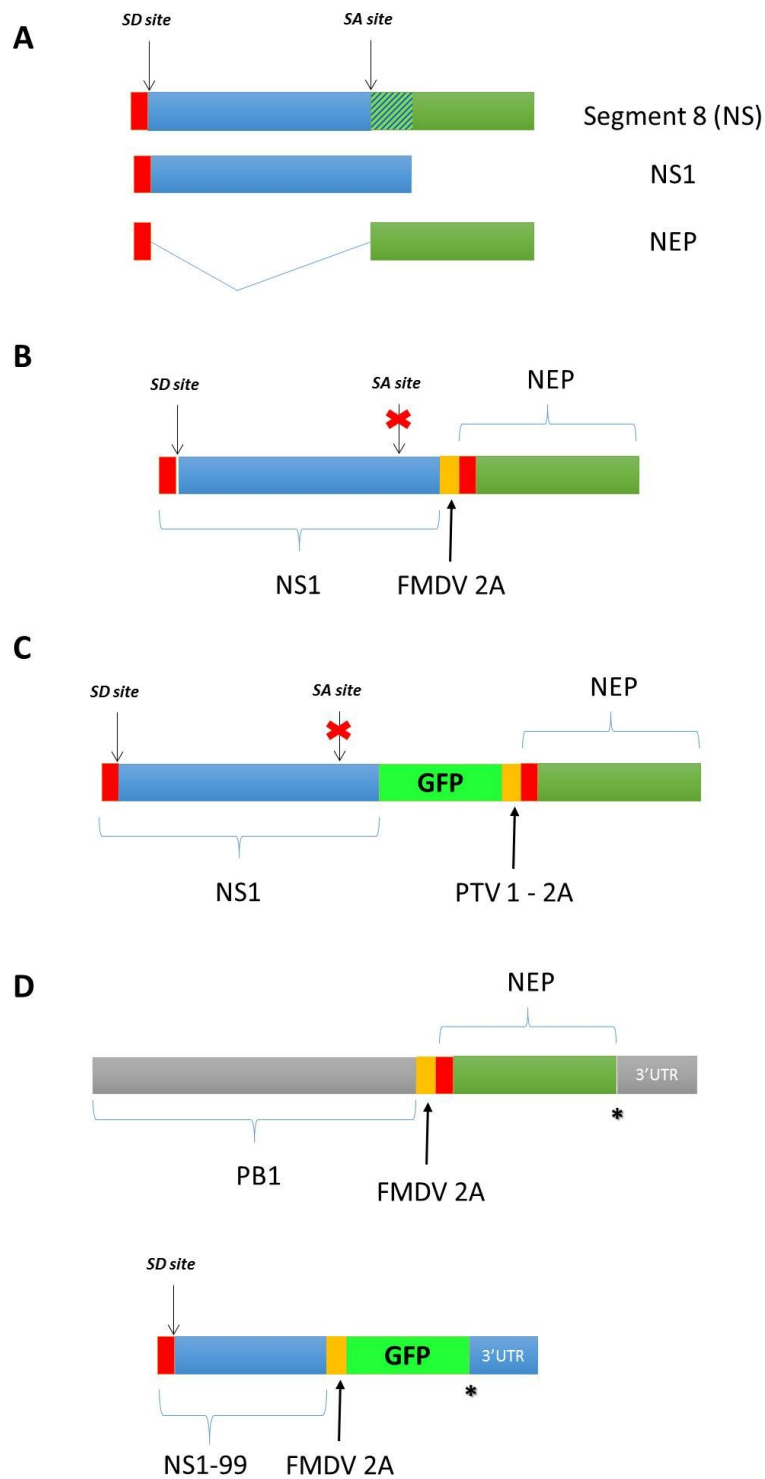 A
SD site
SA site
Segment 8 (NS)
NS1
NEP
B
SD site
SA site
NEP
NS1
FMDV 2A
C
SD site
SA site
NEP
GFP
NS1
PTV 1 - 2A
D
NEP
3'UTR
*
PB1
FMDV 2A
SD site
GFP
3'UTR
*
NS1-99
FMDV 2A